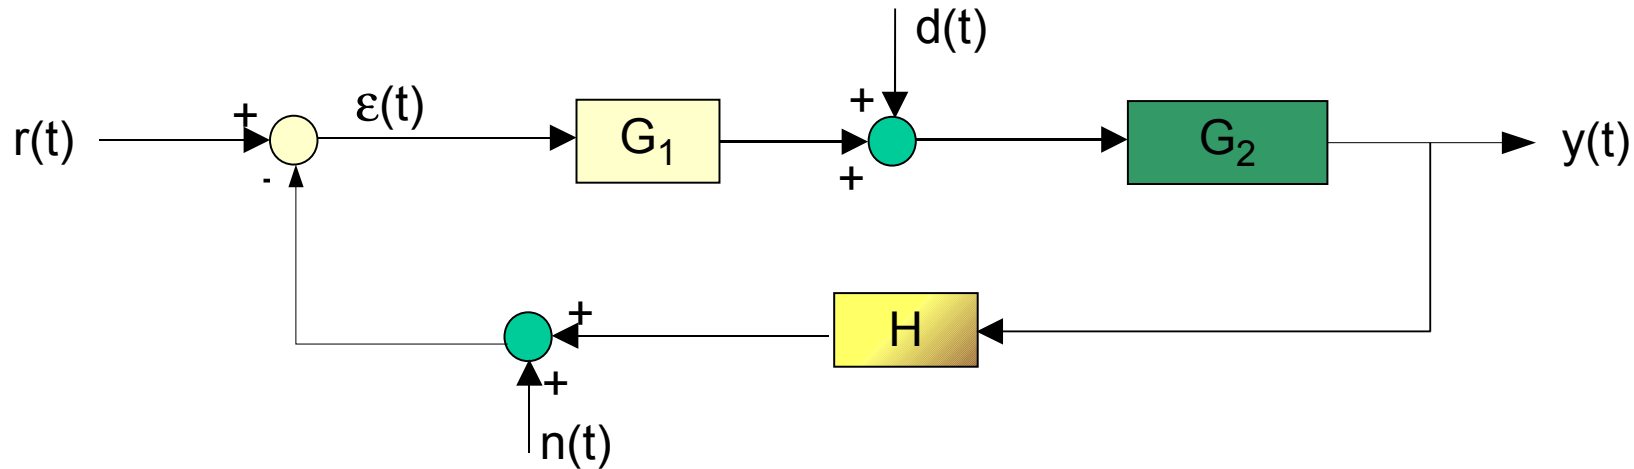 d(t)
r(t) + ε(t) G₁ + G₂ y(t)
- +
+ H
+
n(t)